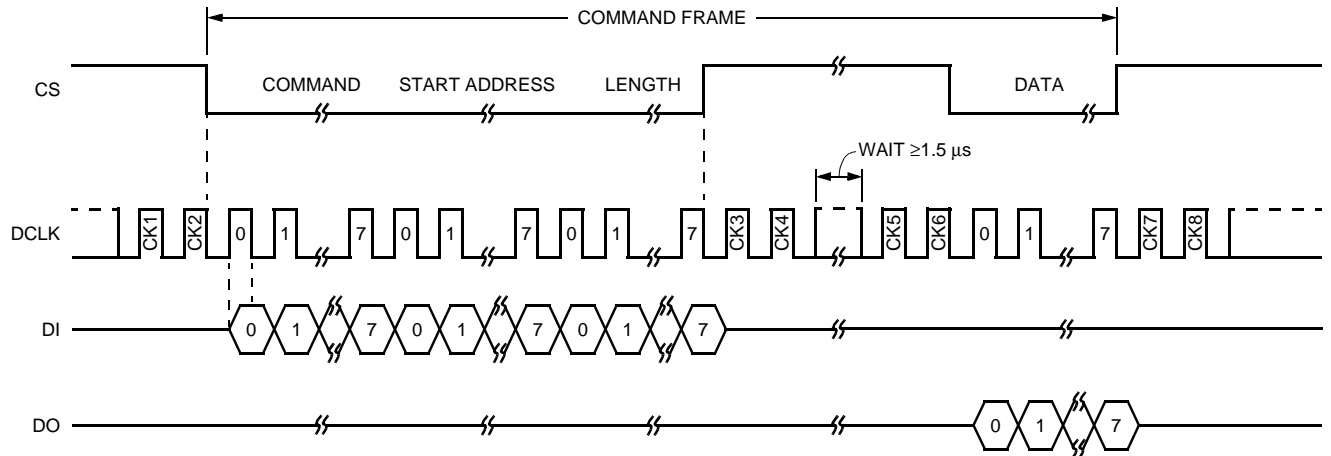 COMMAND FRAME
CS
COMMAND START ADDRESS LENGTH DATA
WAIT ≥1.5 μs
DCLK CK1 CK2 0 1 7 0 1 7 0 1 7 CK3 CK4 CK5 CK6 0 1 7 CK7 CK8
DI 0 1 7 0 1 7 0 1 7
DO 0 1 7